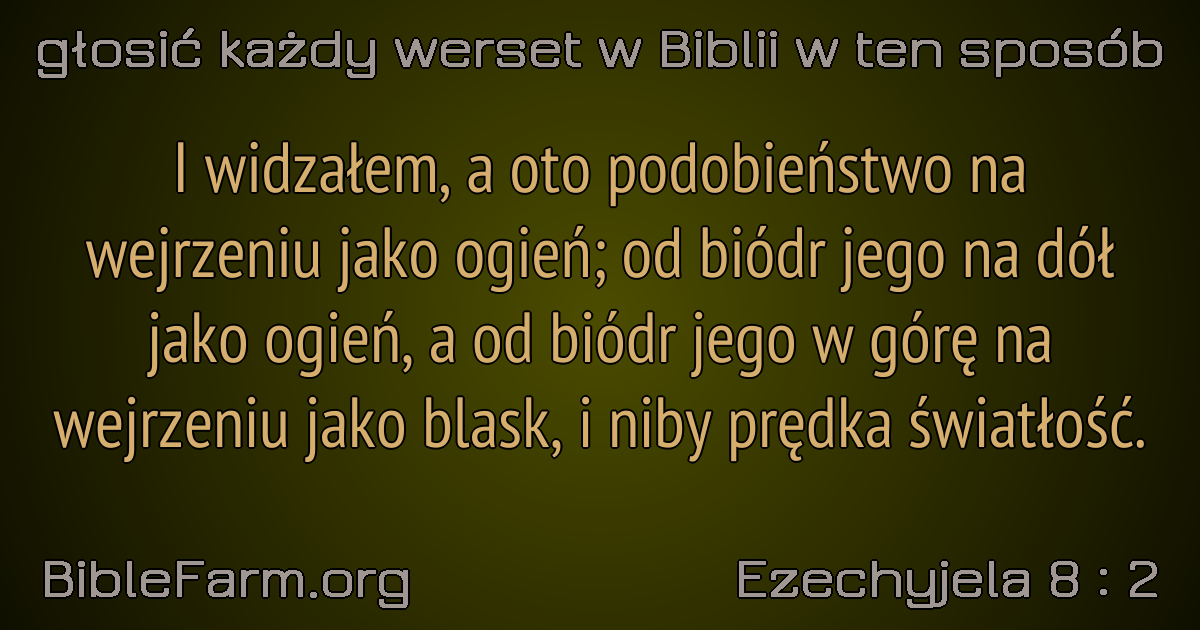 głosić każdy werset w Biblii w ten sposób
I widzałem, a oto podobieństwo na
wejrzeniu jako ogień; od biódr jego na dół
jako ogień, a od biódr jego w górę na
wejrzeniu jako blask, i niby prędka światłość.
BibleFarm.org
Ezechyjela 8 : 2